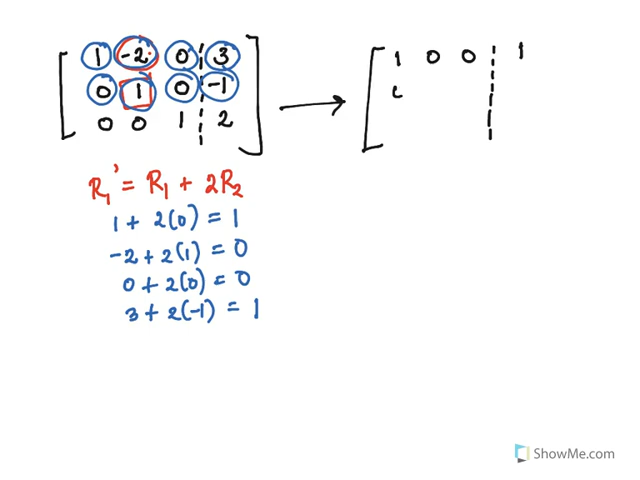 1 -2 0 3 1 0 0 1
0 1 0 -1
0 0 1 2
R₁' = R₁ + 2R₂
1 + 2(0) = 1
-2 + 2(1) = 0
0 + 2(0) = 0
3 + 2(-1) = 1
ShowMe.com